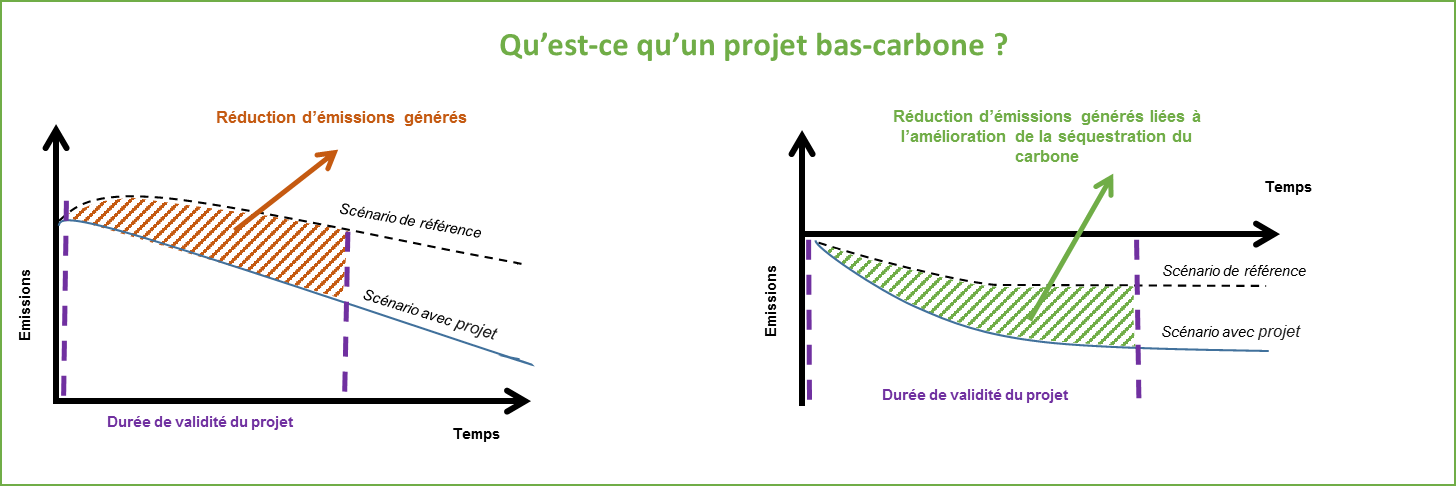 Qu’est-ce qu’un projet bas-carbone ?
Réduction d’émissions générés
Scénario de référence
Scénario avec projet
Emissions
Durée de validité du projet
Temps
Réduction d’émissions générés liées à
l’amélioration de la séquestration du
carbone
Temps
Scénario de référence
Scénario avec projet
Emissions
Durée de validité du projet